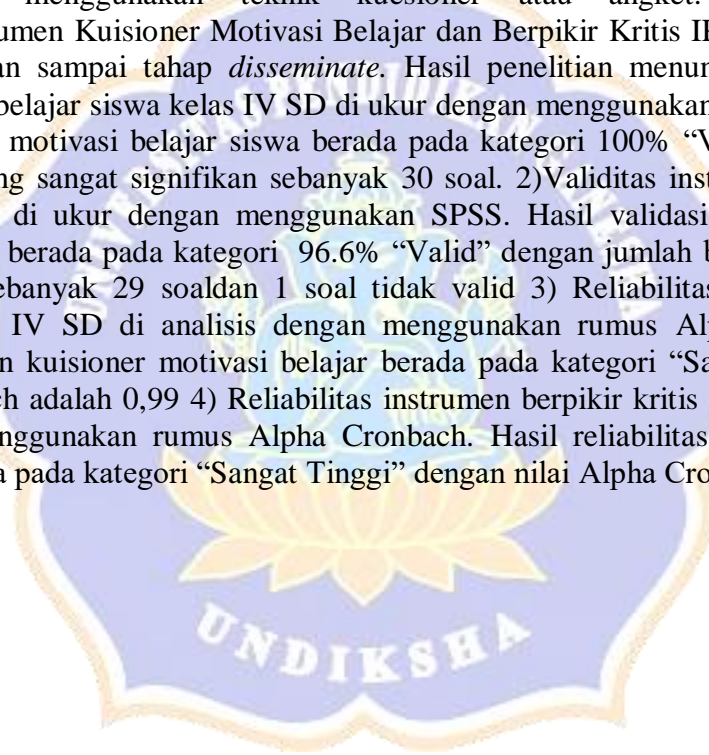 menggunakan teknik kuesioner atau angket.
umen Kuisioner Motivasi Belajar dan Berpikir Kritis
an sampai tahap disseminate. Hasil penelitian menun
belajar siswa kelas IV SD di ukur dengan menggunakan
motivasi belajar siswa berada pada kategori 100% “V
ng sangat signifikan sebanyak 30 soal. 2)Validitas inst
di ukur dengan menggunakan SPSS. Hasil validasi
berada pada kategori 96.6% “Valid” dengan jumlah b
ebanyak 29 soaldan 1 soal tidak valid 3) Reliabilitas
IV SD di analisis dengan menggunakan rumus Alp
n kuisioner motivasi belajar berada pada kategori “Sa
ch adalah 0,99 4) Reliabilitas instrumen berpikir kritis
nggunakan rumus Alpha Cronbach. Hasil reliabilitas
a pada kategori “Sangat Tinggi” dengan nilai Alpha Cro
UNDIKSHA